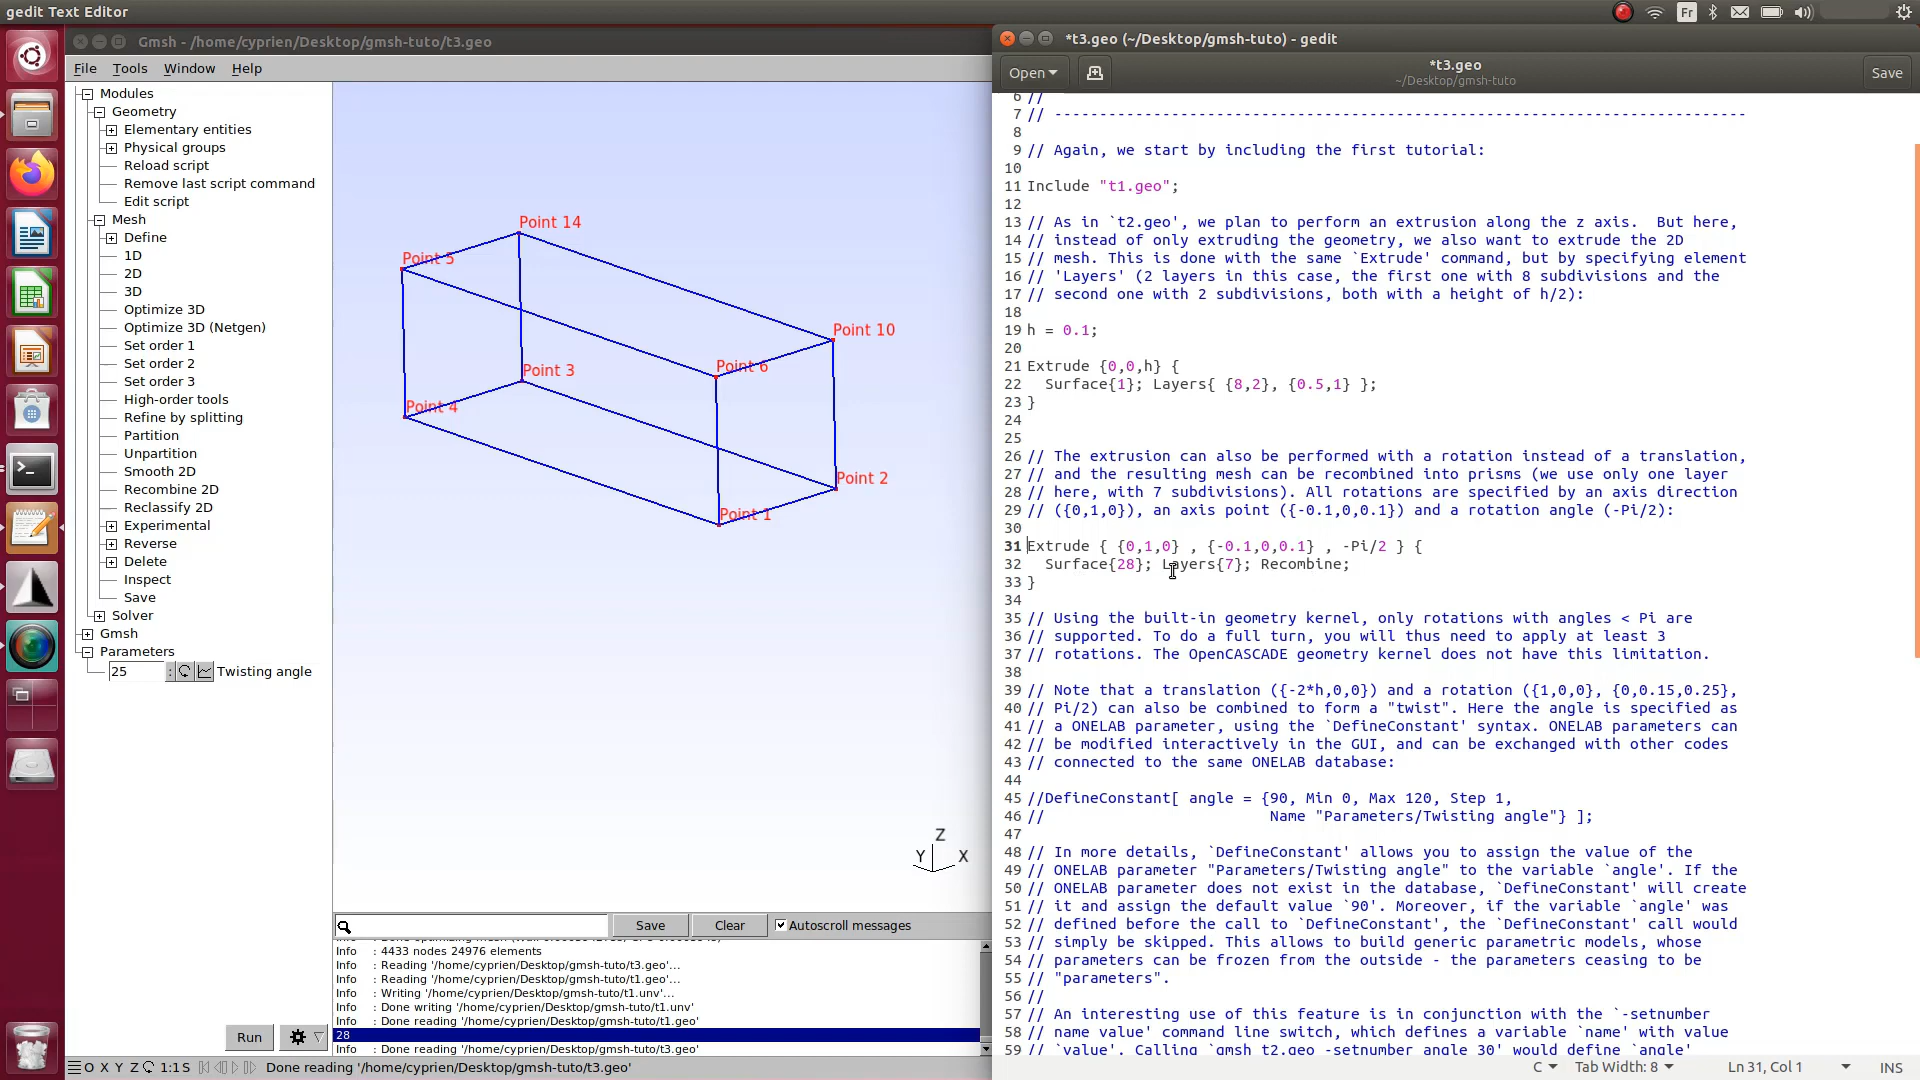 gedit Text Editor
Fr
Gmsh - /home/cyprien/Desktop/gmsh-tuto/t3.geo
File Tools Window Help
Modules
Geometry
Elementary entities
Physical groups
Reload script
Remove last script command
Edit script
Mesh
Define
1D
2D
3D
Optimize 3D
Optimize 3D (Netgen)
Set order 1
Set order 2
Set order 3
High-order tools
Refine by splitting
Partition
Unpartition
Smooth 2D
Recombine 2D
Reclassify 2D
Experimental
Reverse
Delete
Inspect
Save
Solver
Gmsh
Parameters
25 : Twisting angle
Run
Point 14
Point 5
Point 10
Point 6
Point 3
Point 4
Point 2
Point 1
Z
Y X
Save Clear Autoscroll messages
Info : 4433 nodes 24976 elements
Info : Reading '/home/cyprien/Desktop/gmsh-tuto/t3.geo'...
Info : Reading '/home/cyprien/Desktop/gmsh-tuto/t1.geo'...
Info : Writing '/home/cyprien/Desktop/gmsh-tuto/t1.unv'...
Info : Done writing '/home/cyprien/Desktop/gmsh-tuto/t1.unv'
Info : Done reading '/home/cyprien/Desktop/gmsh-tuto/t1.geo'
28
Info : Done reading '/home/cyprien/Desktop/gmsh-tuto/t3.geo'
O X Y Z 1:1 S Done reading '/home/cyprien/Desktop/gmsh-tuto/t3.geo'
*t3.geo (~/Desktop/gmsh-tuto) - gedit
Open *t3.geo Save
~/Desktop/gmsh-tuto
6 //
7 // -----------------------------------------------------------------------------
8
9 // Again, we start by including the first tutorial:
10
11 Include "t1.geo";
12
13 // As in `t2.geo', we plan to perform an extrusion along the z axis.  But here,
14 // instead of only extruding the geometry, we also want to extrude the 2D
15 // mesh. This is done with the same `Extrude' command, but by specifying element
16 // 'Layers' (2 layers in this case, the first one with 8 subdivisions and the
17 // second one with 2 subdivisions, both with a height of h/2):
18
19 h = 0.1;
20
21 Extrude {0,0,h} {
22   Surface{1}; Layers{ {8,2}, {0.5,1} };
23 }
24
25
26 // The extrusion can also be performed with a rotation instead of a translation,
27 // and the resulting mesh can be recombined into prisms (we use only one layer
28 // here, with 7 subdivisions). All rotations are specified by an axis direction
29 // ({0,1,0}), an axis point ({-0.1,0,0.1}) and a rotation angle (-Pi/2):
30
31 Extrude { {0,1,0} , {-0.1,0,0.1} , -Pi/2 } {
32   Surface{28}; Layers{7}; Recombine;
33 }
34
35 // Using the built-in geometry kernel, only rotations with angles < Pi are
36 // supported. To do a full turn, you will thus need to apply at least 3
37 // rotations. The OpenCASCADE geometry kernel does not have this limitation.
38
39 // Note that a translation ({-2*h,0,0}) and a rotation ({1,0,0}, {0,0.15,0.25},
40 // Pi/2) can also be combined to form a "twist". Here the angle is specified as
41 // a ONELAB parameter, using the `DefineConstant' syntax. ONELAB parameters can
42 // be modified interactively in the GUI, and can be exchanged with other codes
43 // connected to the same ONELAB database:
44
45 //DefineConstant[ angle = {90, Min 0, Max 120, Step 1,
46 //                         Name "Parameters/Twisting angle"} ];
47
48 // In more details, `DefineConstant' allows you to assign the value of the
49 // ONELAB parameter "Parameters/Twisting angle" to the variable `angle'. If the
50 // ONELAB parameter does not exist in the database, `DefineConstant' will create
51 // it and assign the default value `90'. Moreover, if the variable `angle' was
52 // defined before the call to `DefineConstant', the `DefineConstant' call would
53 // simply be skipped. This allows to build generic parametric models, whose
54 // parameters can be frozen from the outside - the parameters ceasing to be
55 // "parameters".
56 //
57 // An interesting use of this feature is in conjunction with the `-setnumber
58 // name value' command line switch, which defines a variable `name' with value
59 // `value'. Calling `gmsh t2.geo -setnumber angle 30' would define `angle'
C Tab Width: 8 Ln 31, Col 1 INS